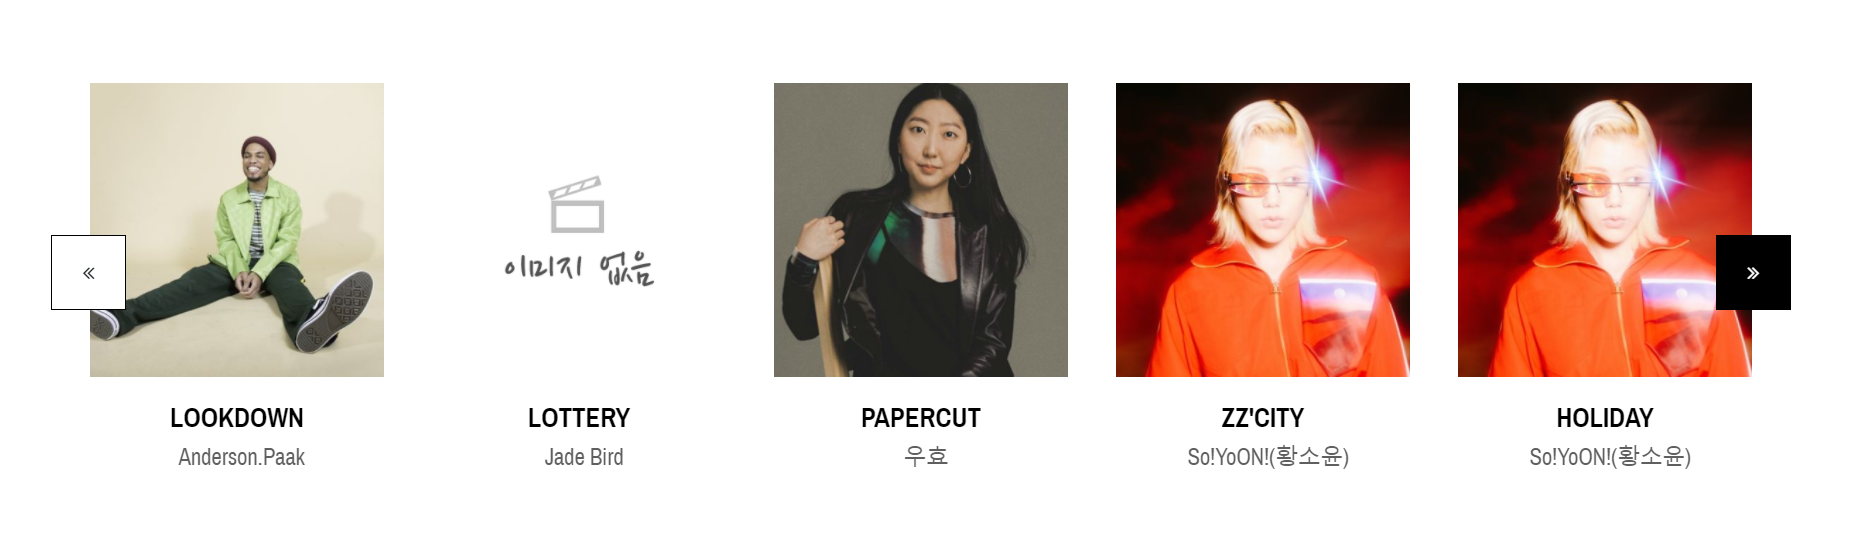 이미지 없음
«
»
LOOKDOWN
Anderson.Paak
LOTTERY
Jade Bird
PAPERCUT
우효
ZZ'CITY
So!YoON!(황소윤)
HOLIDAY
So!YoON!(황소윤)